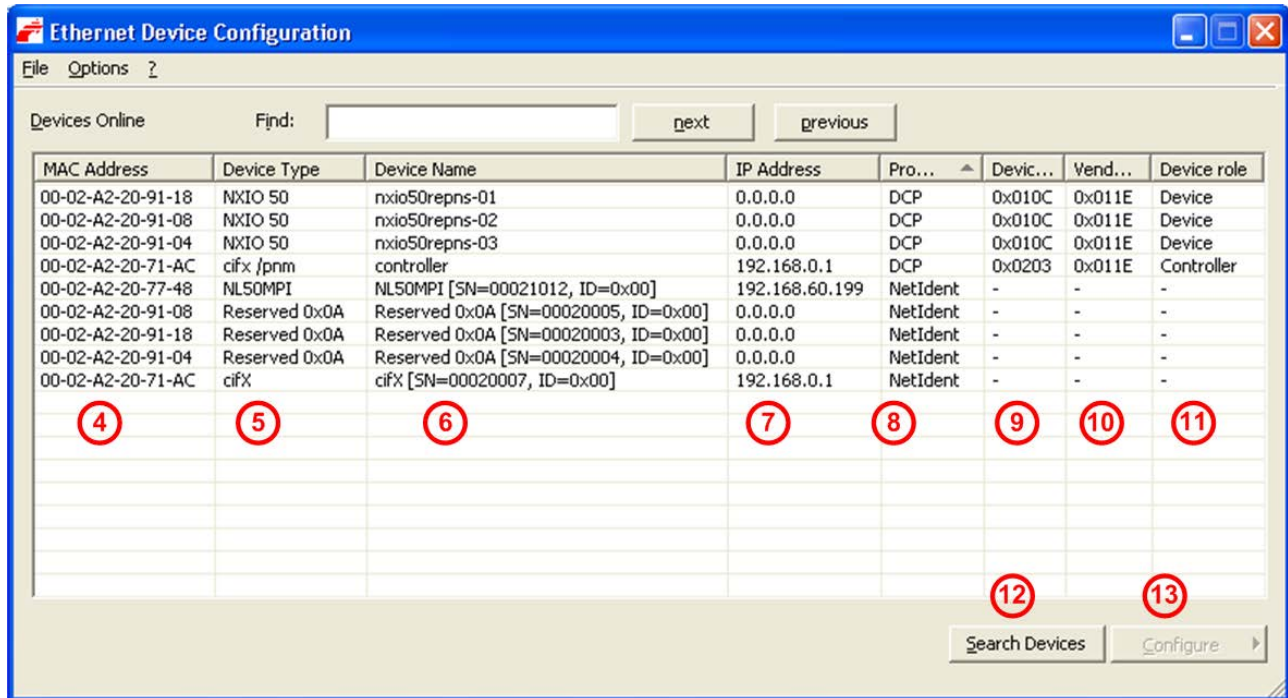 Ethernet Device Configuration
File Options ?
Devices Online Find: next previous
MAC Address Device Type Device Name IP Address Pro... Devic... Vend... Device role
00-02-A2-20-91-18 NXIO 50 nxio50repns-01 0.0.0.0 DCP 0x010C 0x011E Device
00-02-A2-20-91-08 NXIO 50 nxio50repns-02 0.0.0.0 DCP 0x010C 0x011E Device
00-02-A2-20-91-04 NXIO 50 nxio50repns-03 0.0.0.0 DCP 0x010C 0x011E Device
00-02-A2-20-71-AC cifx /pnm controller 192.168.0.1 DCP 0x0203 0x011E Controller
00-02-A2-20-77-48 NL50MPI NL50MPI [SN=00021012, ID=0x00] 192.168.60.199 NetIdent - - -
00-02-A2-20-91-08 Reserved 0x0A Reserved 0x0A [SN=00020005, ID=0x00] 0.0.0.0 NetIdent - - -
00-02-A2-20-91-18 Reserved 0x0A Reserved 0x0A [SN=00020003, ID=0x00] 0.0.0.0 NetIdent - - -
00-02-A2-20-91-04 Reserved 0x0A Reserved 0x0A [SN=00020004, ID=0x00] 0.0.0.0 NetIdent - - -
00-02-A2-20-71-AC cifX cifX [SN=00020007, ID=0x00] 192.168.0.1 NetIdent - - -
4 5 6 7 8 9 10 11
12 13
Search Devices Configure